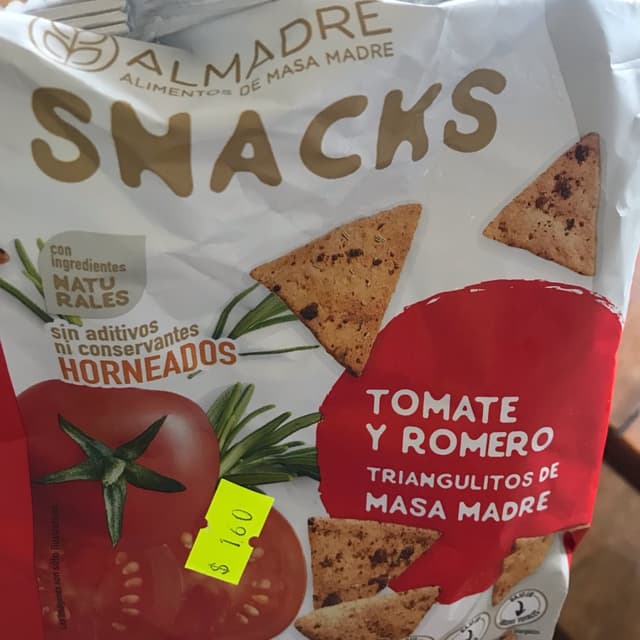 ALMADRE
ALIMENTOS DE MASA MADRE
SNACKS
con
ingredientes
NATU
RALES
sin aditivos
ni conservantes
HORNEADOS
TOMATE
Y ROMERO
TRIANGULITOS DE
MASA MADRE
$ 160